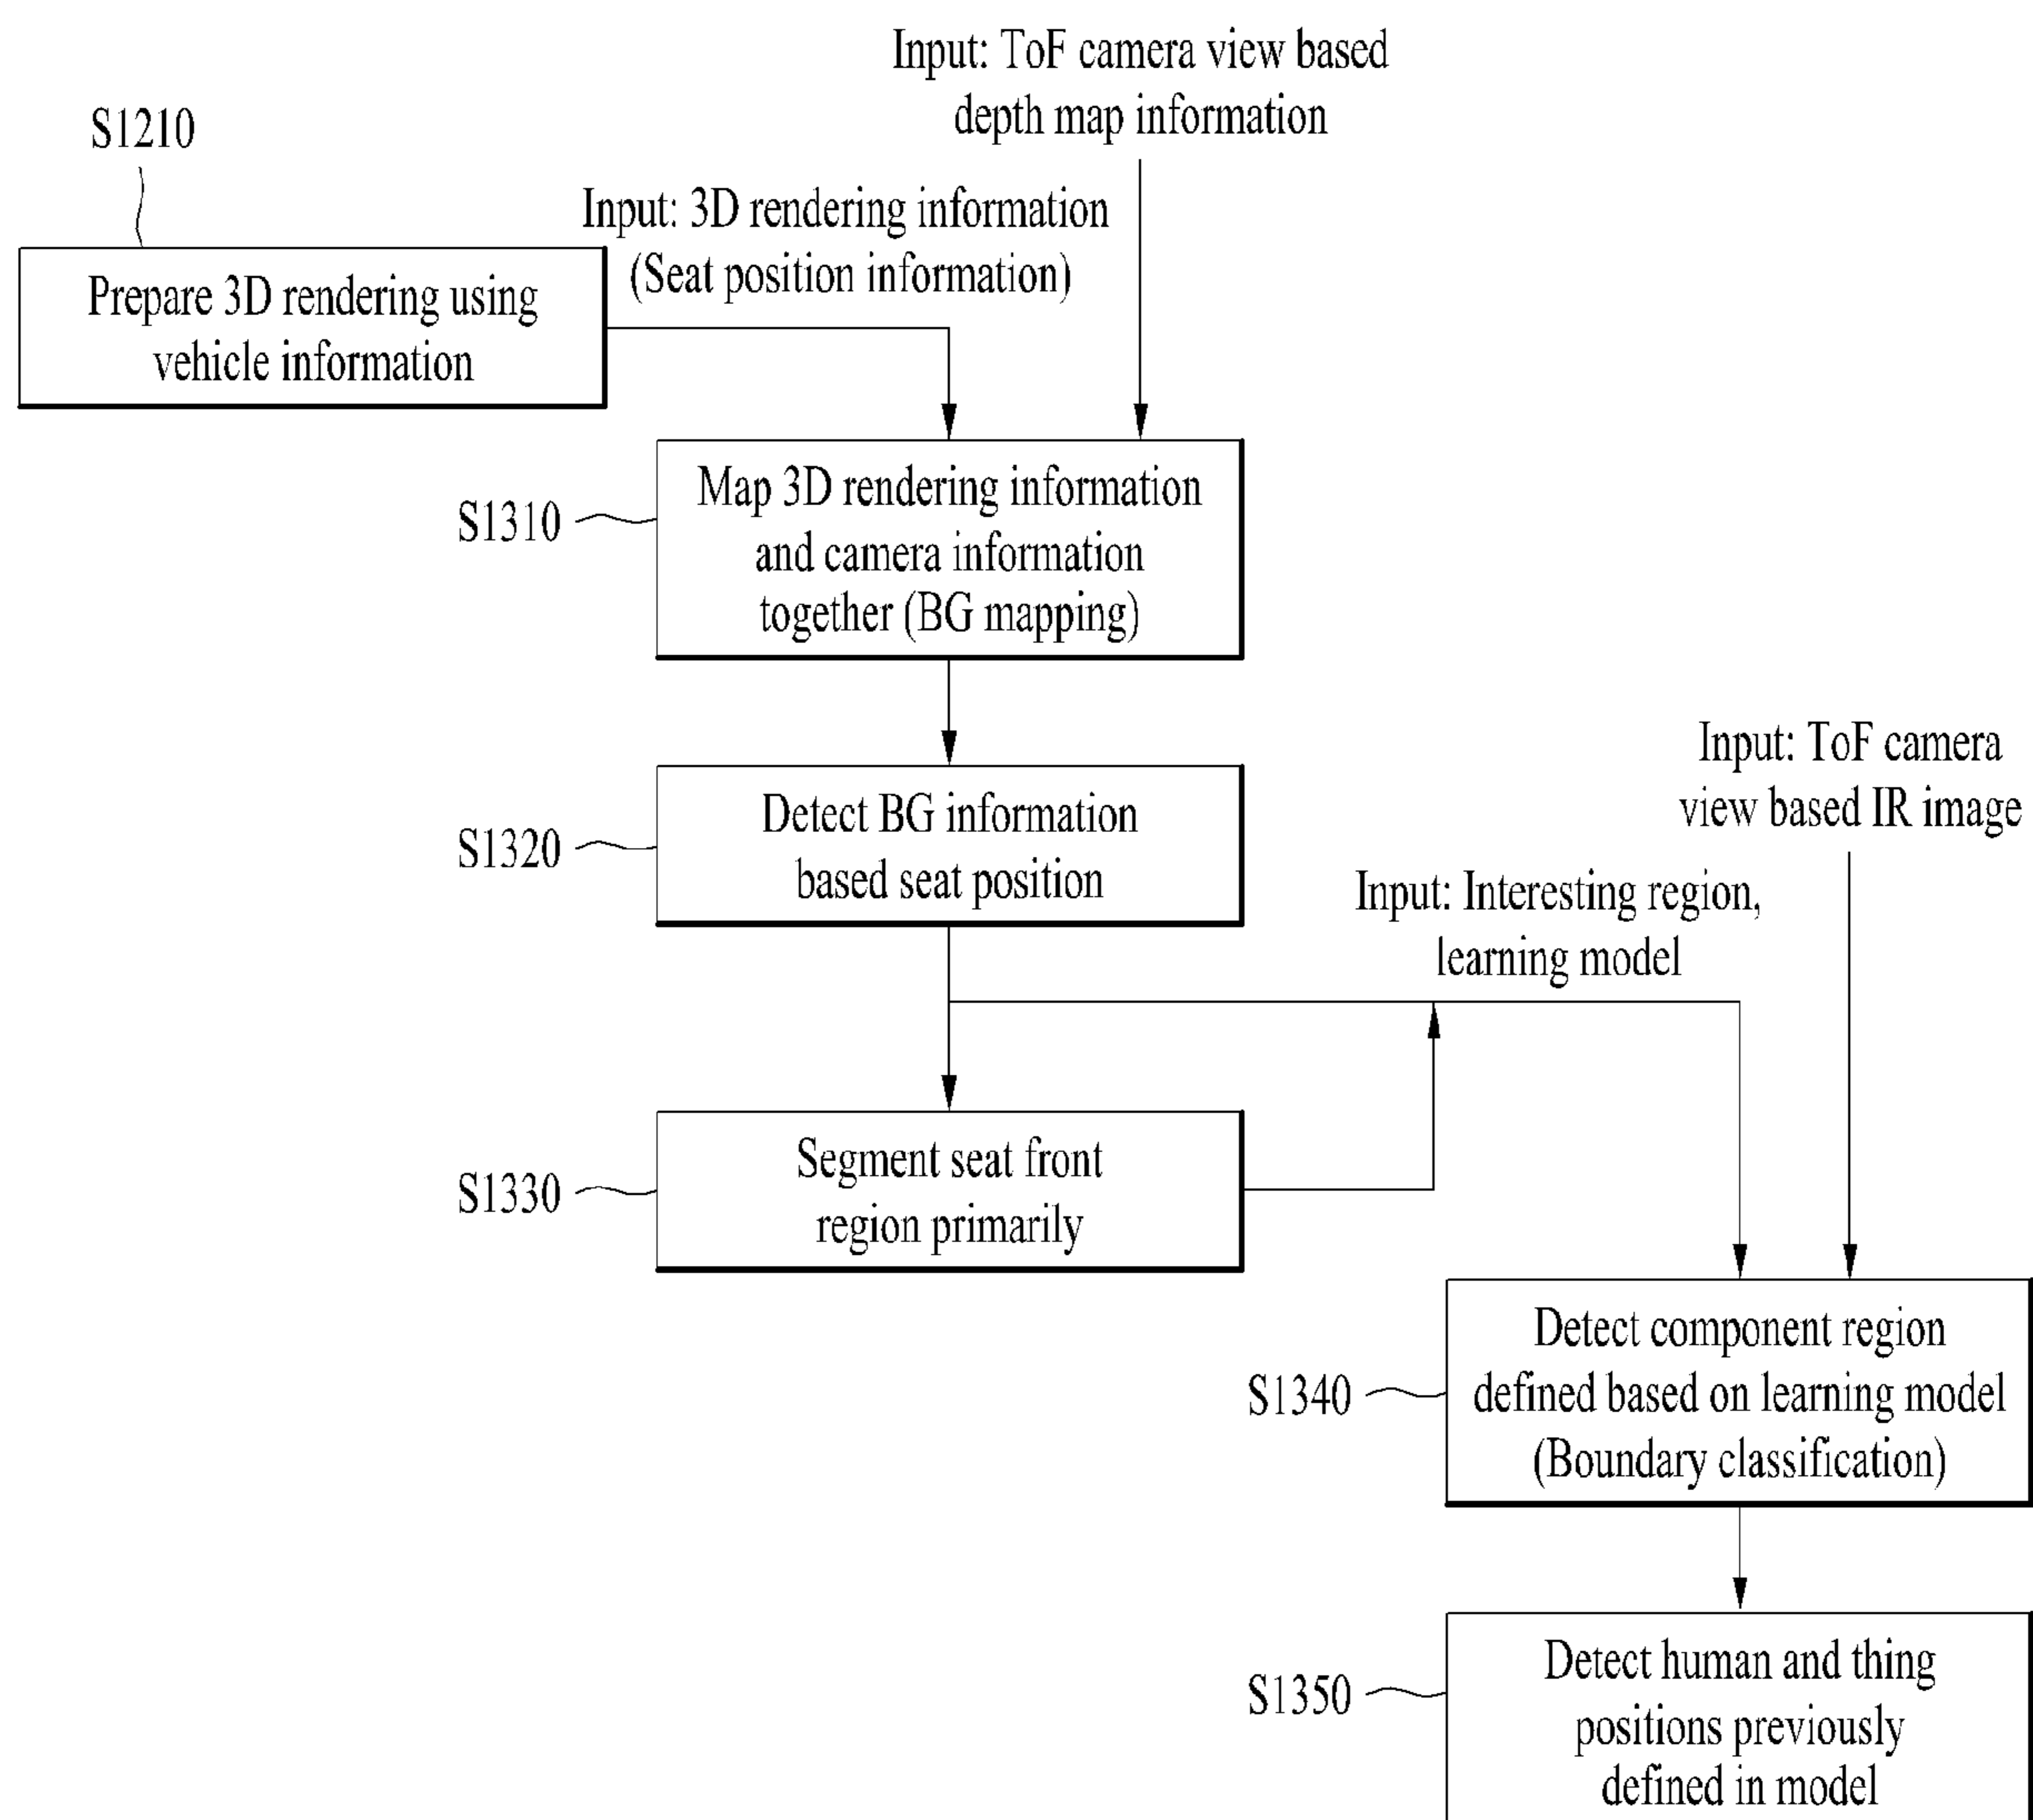 Input: ToF camera view based
depth map information
S1210
Input: 3D rendering information
(Seat position information)
Prepare 3D rendering using
vehicle information
S1310
Map 3D rendering information
and camera information
together (BG mapping)
Input: ToF camera
view based IR image
S1320
Detect BG information
based seat position
Input: Interesting region,
learning model
S1330
Segment seat front
region primarily
S1340
Detect component region
defined based on learning model
(Boundary classification)
S1350
Detect human and thing
positions previously
defined in model